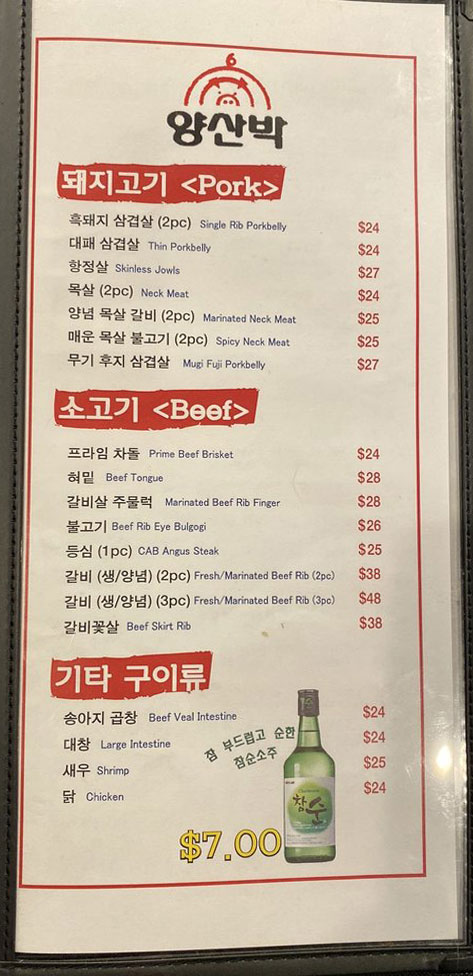 6
양산박
돼지고기 <Pork>
흑돼지 삼겹살 (2pc) Single Rib Porkbelly $24
대패 삼겹살 Thin Porkbelly $24
항정살 Skinless Jowls $27
목살 (2pc) Neck Meat $24
양념 목살 갈비 (2pc) Marinated Neck Meat $25
매운 목살 불고기 (2pc) Spicy Neck Meat $25
무기 후지 삼겹살 Mugi Fuji Porkbelly $27
소고기 <Beef>
프라임 차돌 Prime Beef Brisket $24
혀밑 Beef Tongue $28
갈비살 주물럭 Marinated Beef Rib Finger $28
불고기 Beef Rib Eye Bulgogi $26
등심 (1pc) CAB Angus Steak $25
갈비 (생/양념) (2pc) Fresh/Marinated Beef Rib (2pc) $38
갈비 (생/양념) (3pc) Fresh/Marinated Beef Rib (3pc) $48
갈비꽃살 Beef Skirt Rib $38
기타 구이류
송아지 곱창 Beef Veal Intestine $24
대창 Large Intestine $24
새우 Shrimp $25
닭 Chicken $24
참 부드럽고 순한
참순소주
참순
$7.00